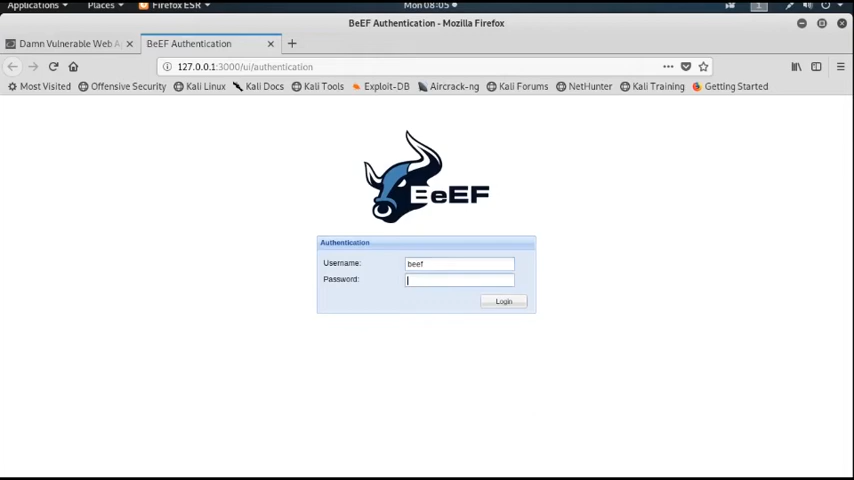 Applications Places Firefox ESR Mon 08:05 1
BeEF Authentication - Mozilla Firefox
Damn Vulnerable Web A BeEF Authentication
127.0.0.1:3000/ui/authentication
Most Visited Offensive Security Kali Linux Kali Docs Kali Tools Exploit-DB Aircrack-ng Kali Forums NetHunter Kali Training Getting Started
BeEF
Authentication
Username: beef
Password:
Login